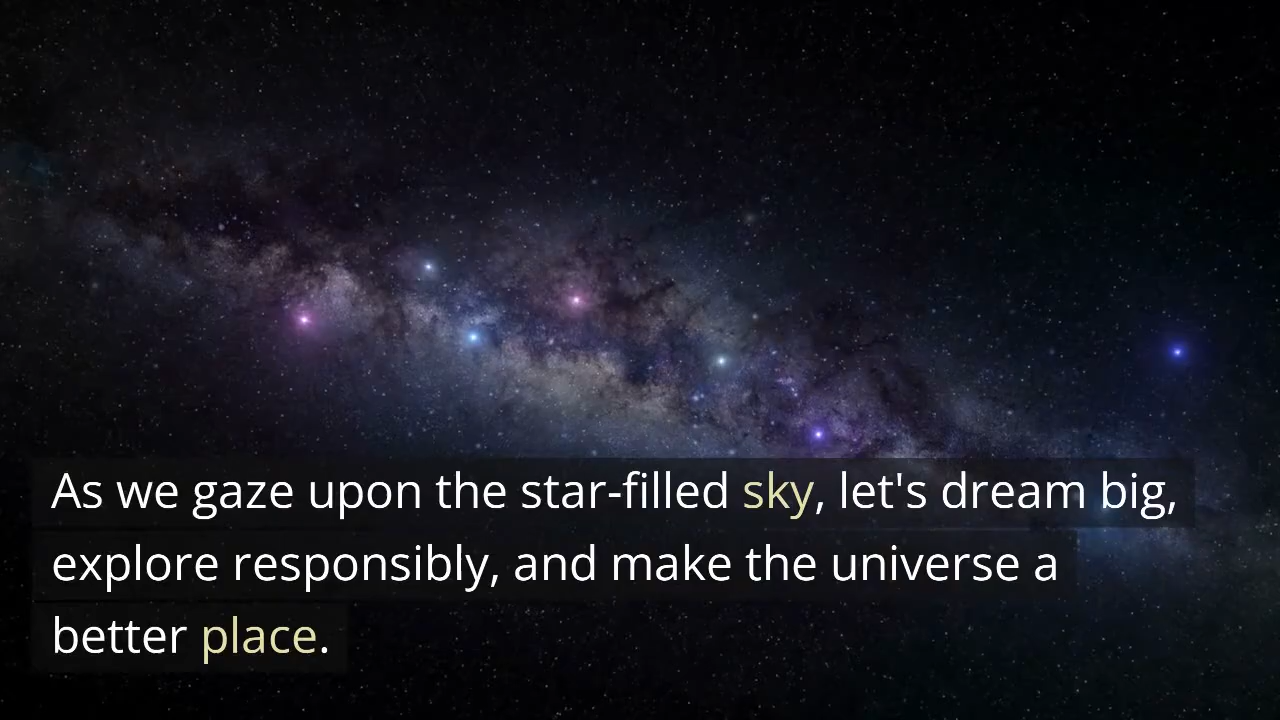 As we gaze upon the star-filled sky, let's dream big,
explore responsibly, and make the universe a
better place.